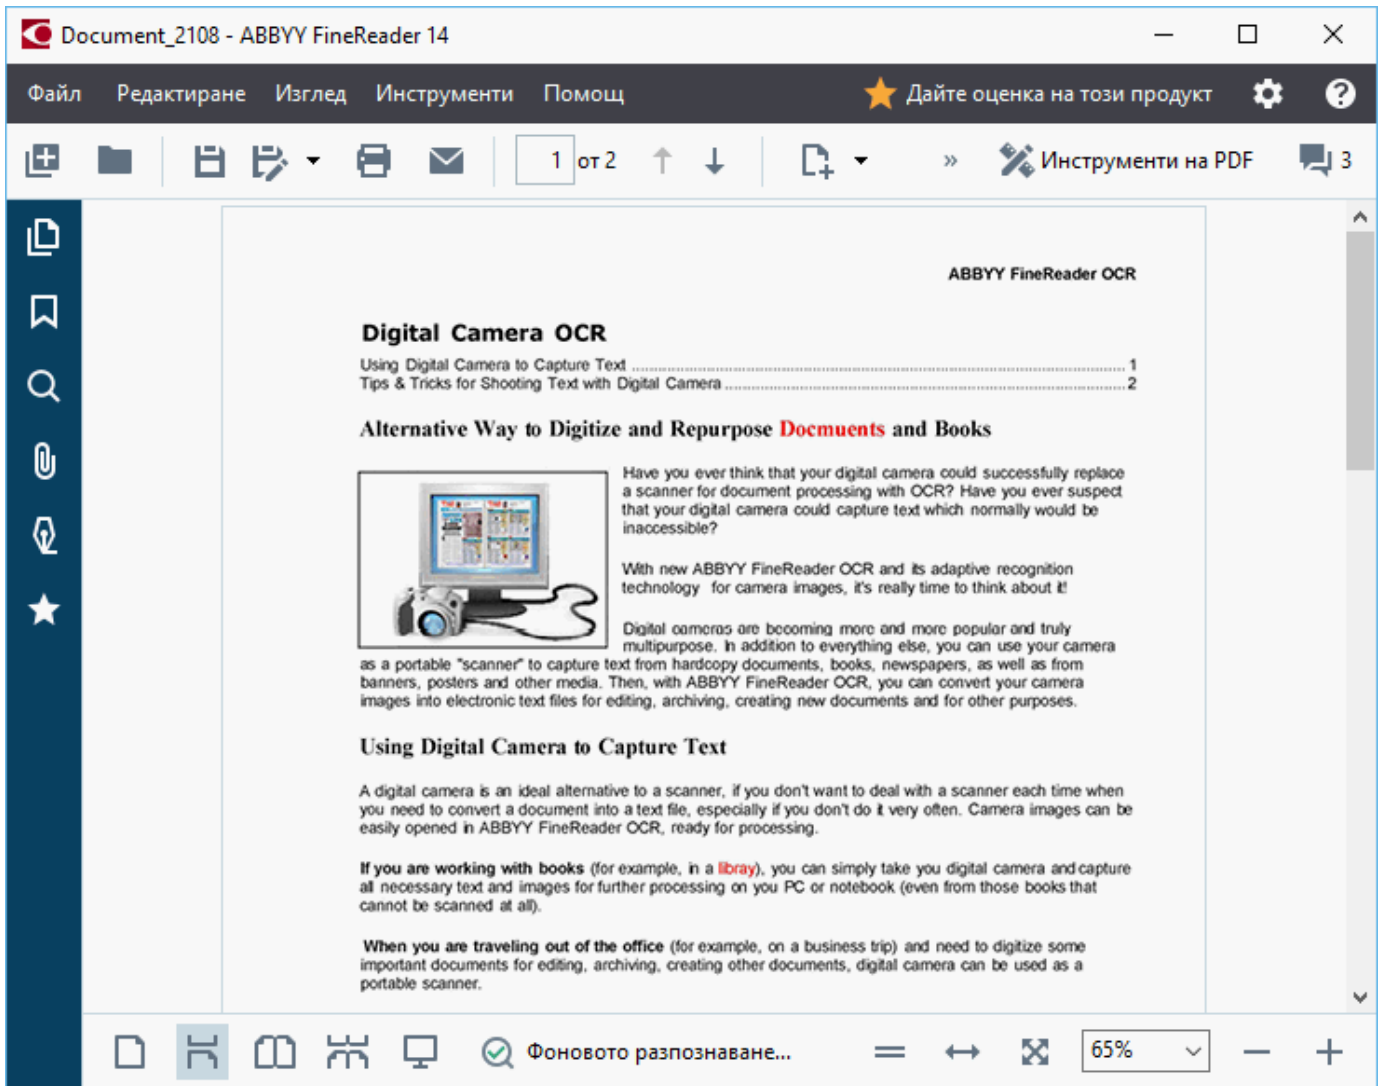 Document_2108 - ABBYY FineReader 14
Файл Редактиране Изглед Инструменти Помощ Дайте оценка на този продукт
1 от 2 » Инструменти на PDF 3
ABBYY FineReader OCR
Digital Camera OCR
Using Digital Camera to Capture Text 1
Tips & Tricks for Shooting Text with Digital Camera 2
Alternative Way to Digitize and Repurpose Docmuents and Books
Have you ever think that your digital camera could successfully replace
a scanner for document processing with OCR? Have you ever suspect
that your digital camera could capture text which normally would be
inaccessible?
With new ABBYY FineReader OCR and its adaptive recognition
technology for camera images, it's really time to think about it!
Digital cameras are becoming more and more popular and truly
multipurpose. In addition to everything else, you can use your camera
as a portable "scanner" to capture text from hardcopy documents, books, newspapers, as well as from
banners, posters and other media. Then, with ABBYY FineReader OCR, you can convert your camera
images into electronic text files for editing, archiving, creating new documents and for other purposes.
Using Digital Camera to Capture Text
A digital camera is an ideal alternative to a scanner, if you don't want to deal with a scanner each time when
you need to convert a document into a text file, especially if you don't do it very often. Camera images can be
easily opened in ABBYY FineReader OCR, ready for processing.
If you are working with books (for example, in a libray), you can simply take you digital camera and capture
all necessary text and images for further processing on you PC or notebook (even from those books that
cannot be scanned at all).
When you are traveling out of the office (for example, on a business trip) and need to digitize some
important documents for editing, archiving, creating other documents, digital camera can be used as a
portable scanner.
Фоновото разпознаване... 65%